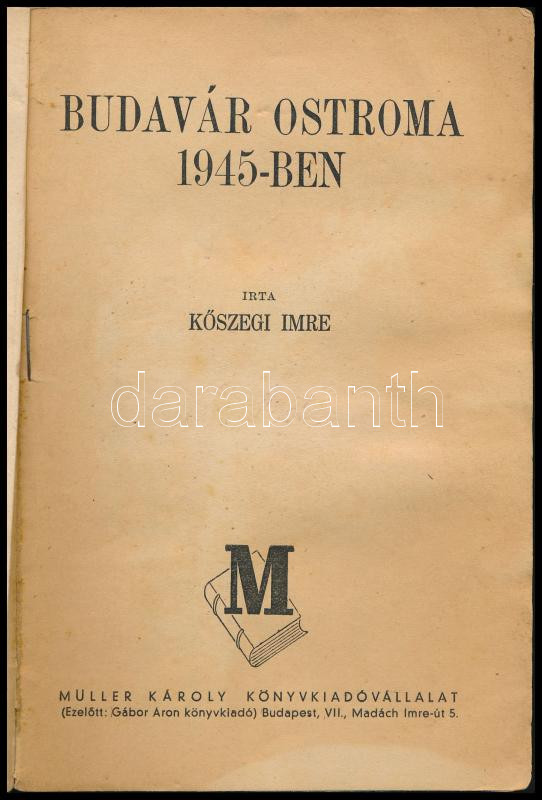 BUDAVÁR OSTROMA
1945-BEN
IRTA
KŐSZEGI IMRE
darabanth
M
MÜLLER KÁROLY KÖNYVKIADÓVÁLLALAT
(Ezelőtt: Gábor Aron könyvkiadó) Budapest, VII., Madách Imre-út 5.